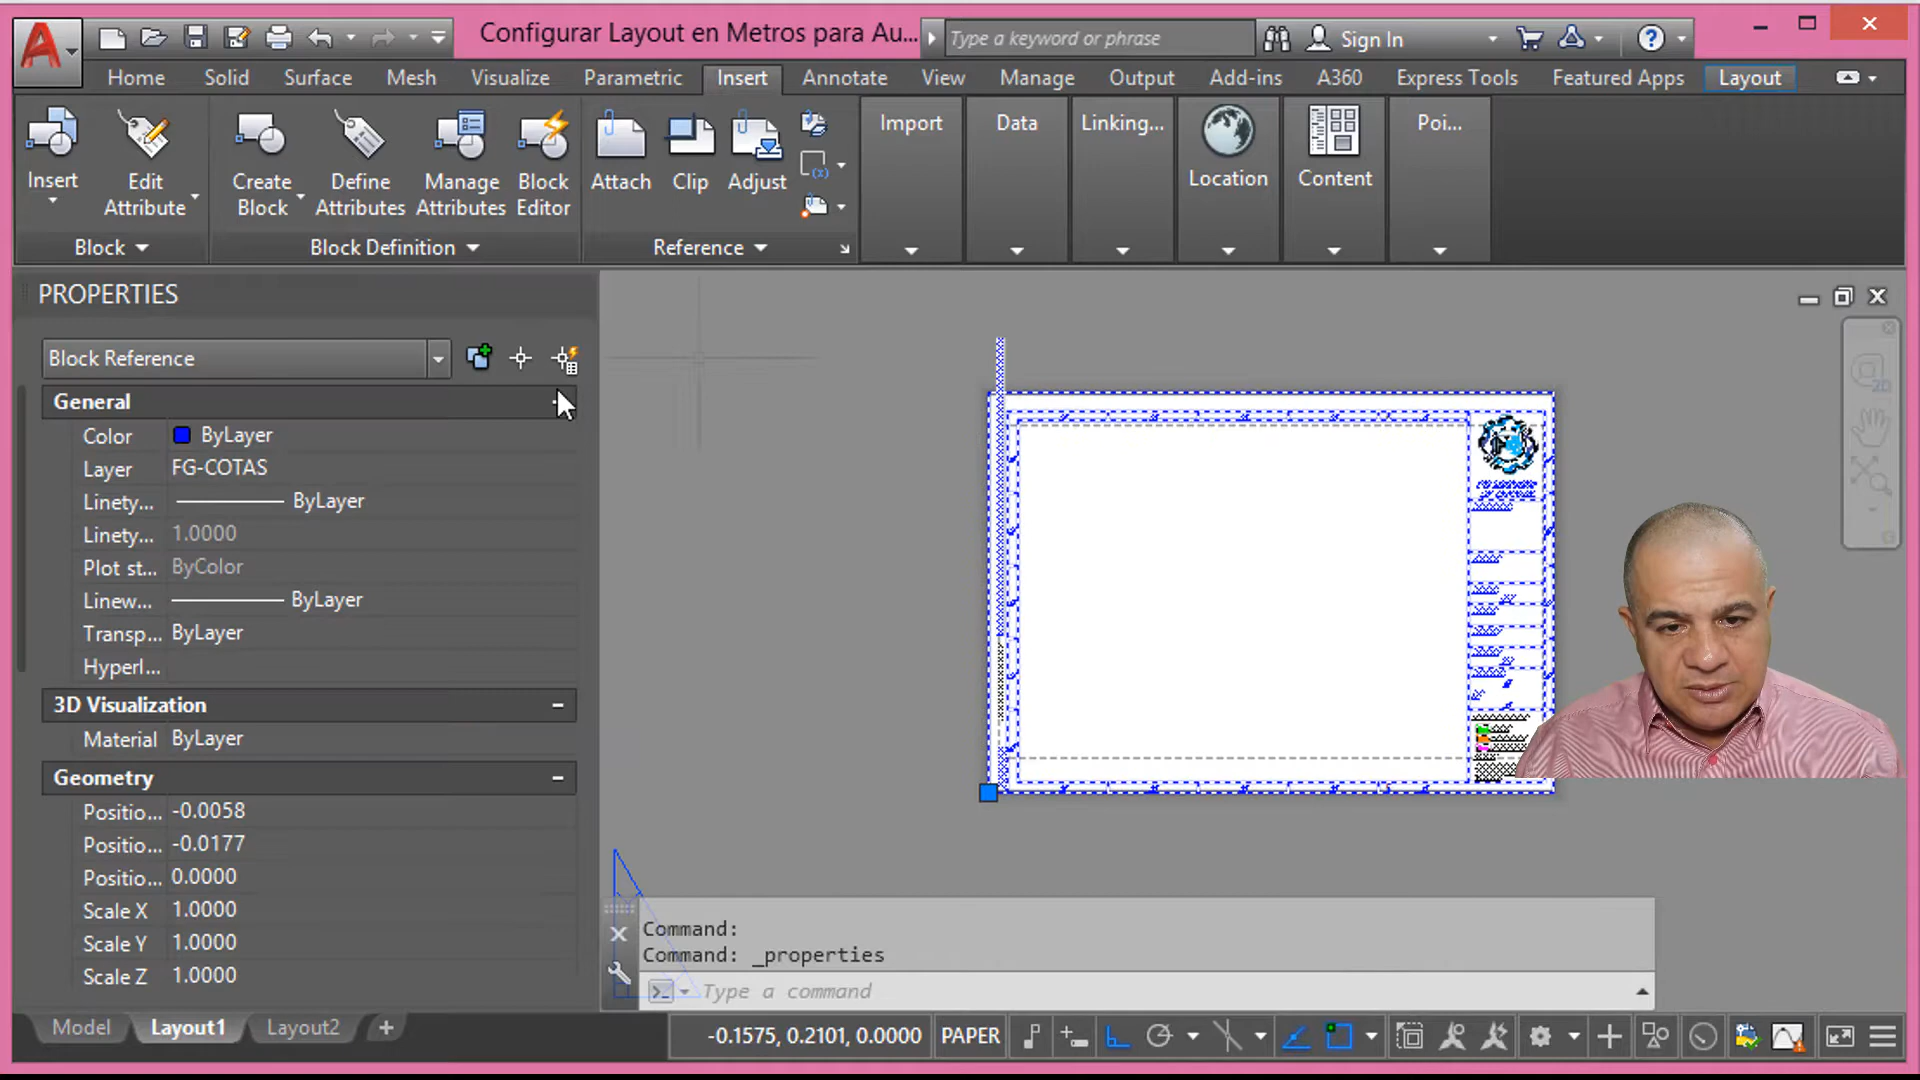 Configurar Layout en Metros para Au...
Type a keyword or phrase
Sign In
Home Solid Surface Mesh Visualize Parametric Insert Annotate View Manage Output Add-ins A360 Express Tools Featured Apps Layout
Insert
Edit Attribute
Create Block
Define Attributes
Manage Attributes
Block Editor
Attach
Clip
Adjust
Import
Data
Linking...
Location
Content
Poi...
Block
Block Definition
Reference
PROPERTIES
Block Reference
General
Color ByLayer
Layer FG-COTAS
Linety... ByLayer
Linety... 1.0000
Plot st... ByColor
Linew... ByLayer
Transp... ByLayer
Hyperl...
3D Visualization
Material ByLayer
Geometry
Positio... -0.0058
Positio... -0.0177
Positio... 0.0000
Scale X 1.0000
Scale Y 1.0000
Scale Z 1.0000
2D
Command:
Command: _properties
Type a command
Model Layout1 Layout2 +
-0.1575, 0.2101, 0.0000 PAPER